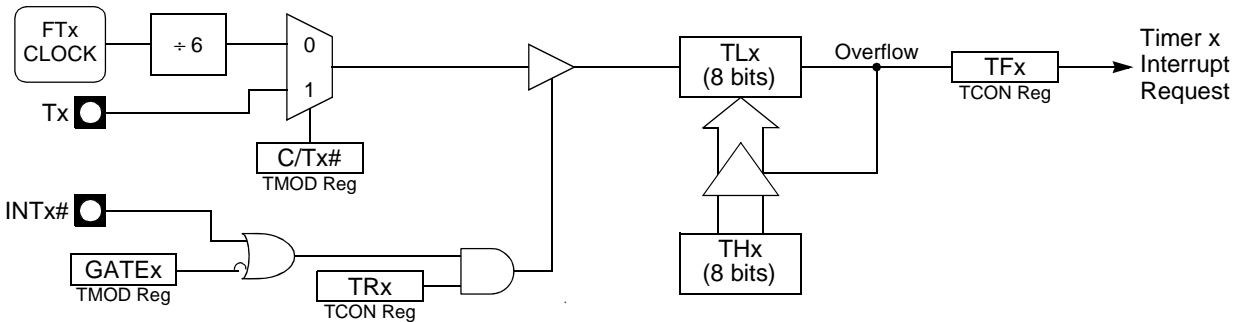 FTx
CLOCK
÷ 6
0
1
Tx
C/Tx#
TMOD Reg
TLx
(8 bits)
Overflow
TFx
TCON Reg
Timer x
Interrupt
Request
INTx#
GATEx
TMOD Reg
TRx
TCON Reg
THx
(8 bits)